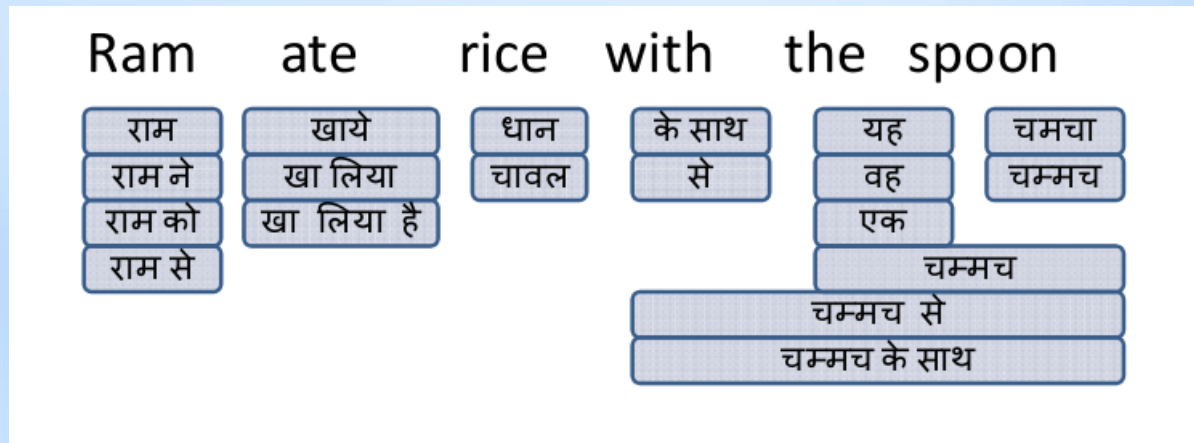 Ram ate rice with the spoon
राम खाये धान के साथ यह चमचा
राम ने खा लिया चावल से वह चम्मच
राम को खा लिया है एक
राम से चम्मच
चम्मच से
चम्मच के साथ